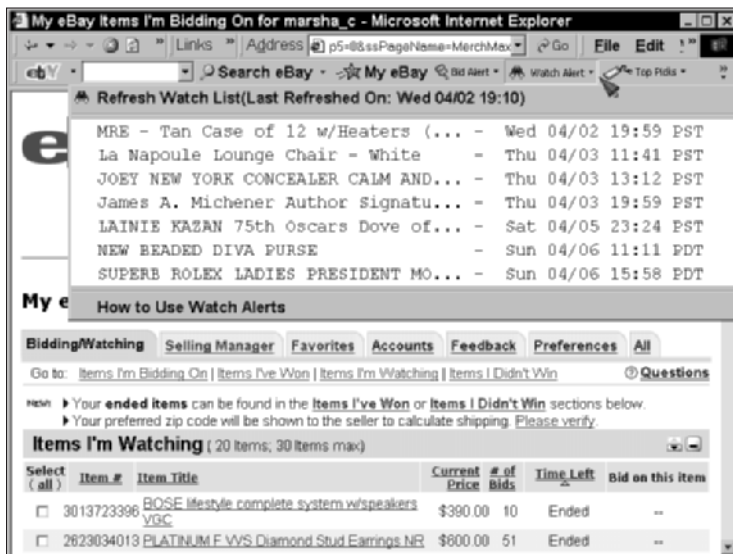 My eBay Items I'm Bidding On for marsha_c - Microsoft Internet Explorer
Links » Address p5=0&ssPageName=MerchMax Go File Edit »
ebY Search eBay My eBay Bid Alert Watch Alert Top Picks »
Refresh Watch List(Last Refreshed On: Wed 04/02 19:10)
MRE - Tan Case of 12 w/Heaters (... - Wed 04/02 19:59 PST
La Napoule Lounge Chair - White - Thu 04/03 11:41 PST
JOEY NEW YORK CONCEALER CALM AND... - Thu 04/03 13:12 PST
James A. Michener Author Signatu... - Thu 04/03 19:59 PST
LAINIE KAZAN 75th Oscars Dove of... - Sat 04/05 23:24 PST
NEW BEADED DIVA PURSE - Sun 04/06 11:11 PDT
SUPERB ROLEX LADIES PRESIDENT MO... - Sun 04/06 15:58 PDT
How to Use Watch Alerts
e
My e
Bidding/Watching Selling Manager Favorites Accounts Feedback Preferences All
Go to: Items I'm Bidding On | Items I've Won | Items I'm Watching | Items I Didn't Win Questions
NEW! Your ended items can be found in the Items I've Won or Items I Didn't Win sections below.
Your preferred zip code will be shown to the seller to calculate shipping. Please verify.
Items I'm Watching ( 20 Items; 30 Items max)
Select (all) Item # Item Title Current Price # of Bids Time Left Bid on this item
3013723396 BOSE lifestyle complete system w/speakers VGC $390.00 10 Ended --
2623034013 PLATINUM F VVS Diamond Stud Earrings NR $600.00 51 Ended --